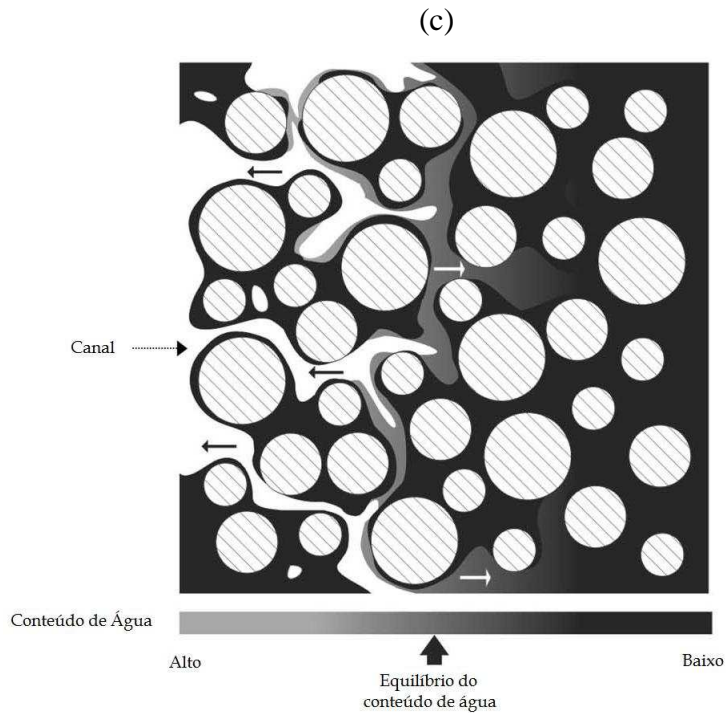 (c)
Canal
Conteúdo de Água
Alto
Baixo
Equilíbrio do
conteúdo de água